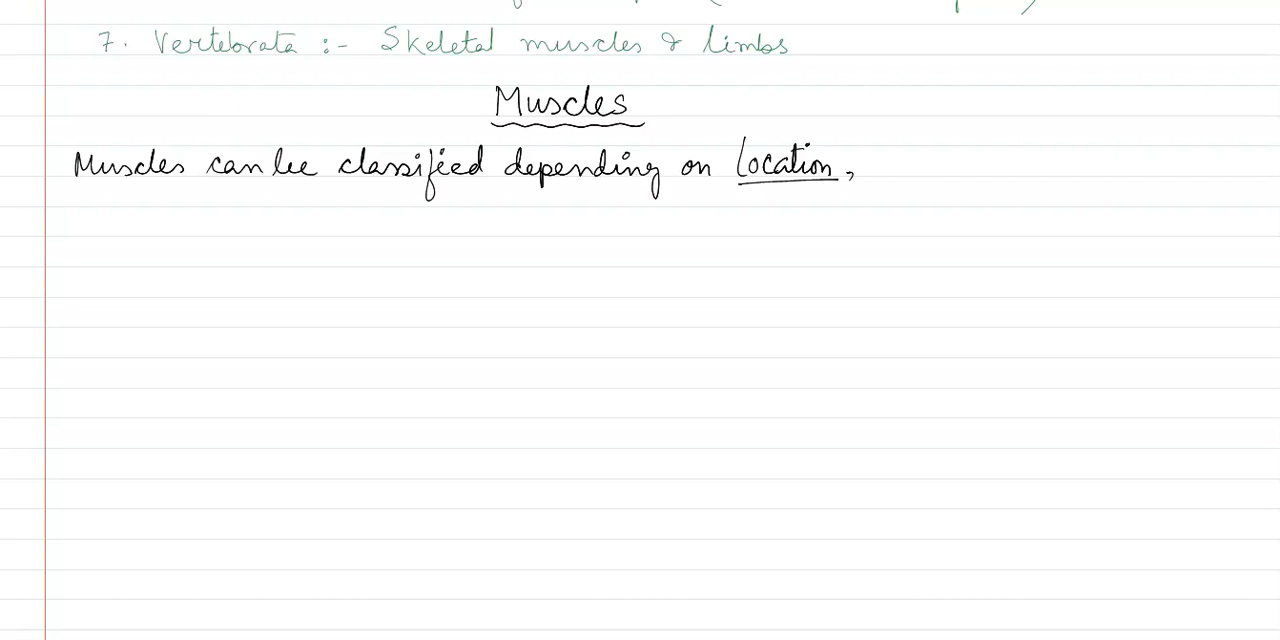 7. Vertebrata :- Skeletal muscles & limbs
Muscles
Muscles can be classified depending on Location,